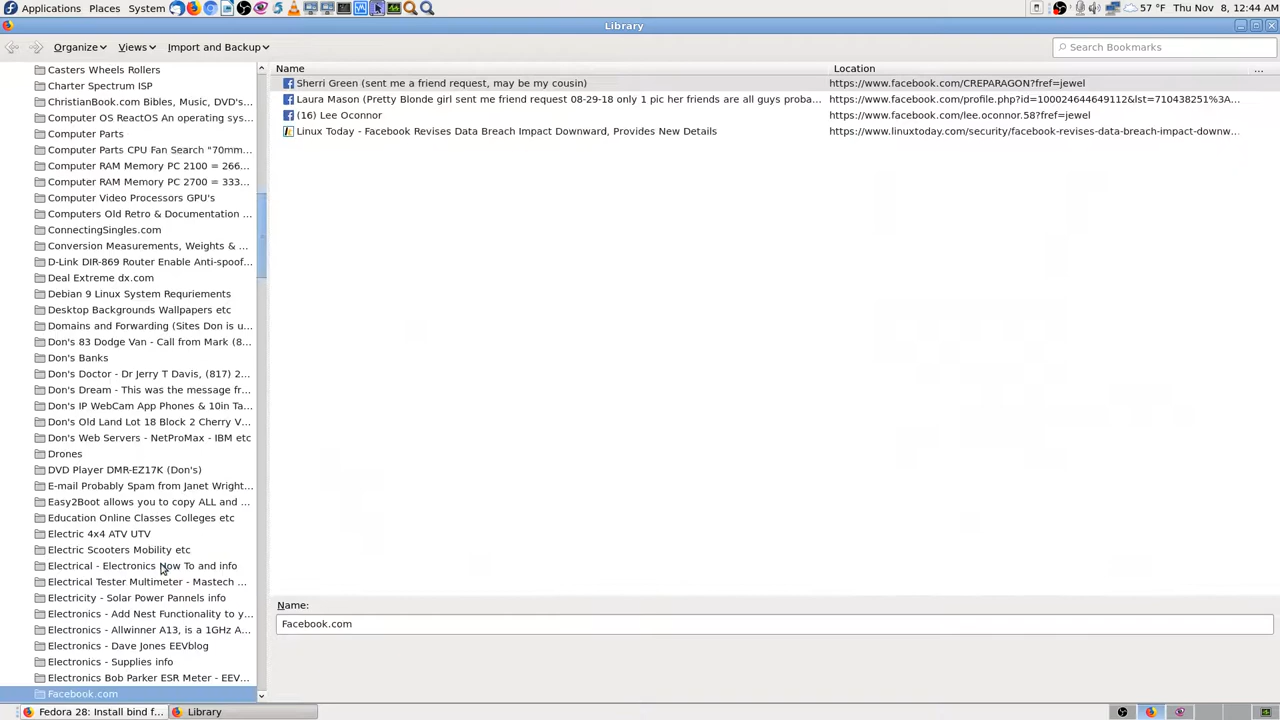 Applications Places System 57 °F Thu Nov 8, 12:44 AM
Library
Organize Views Import and Backup Search Bookmarks
Name Location ...
Sherri Green (sent me a friend request, may be my cousin) https://www.facebook.com/CREPARAGON?fref=jewel
Laura Mason (Pretty Blonde girl sent me friend request 08-29-18 only 1 pic her friends are all guys proba... https://www.facebook.com/profile.php?id=100024644649112&lst=710438251%3A...
(16) Lee Oconnor https://www.facebook.com/lee.oconnor.58?fref=jewel
Linux Today - Facebook Revises Data Breach Impact Downward, Provides New Details https://www.linuxtoday.com/security/facebook-revises-data-breach-impact-downw...
Casters Wheels Rollers
Charter Spectrum ISP
ChristianBook.com Bibles, Music, DVD's...
Computer OS ReactOS An operating sys...
Computer Parts
Computer Parts CPU Fan Search "70mm...
Computer RAM Memory PC 2100 = 266...
Computer RAM Memory PC 2700 = 333...
Computer Video Processors GPU's
Computers Old Retro & Documentation ...
ConnectingSingles.com
Conversion Measurements, Weights & ...
D-Link DIR-869 Router Enable Anti-spoof...
Deal Extreme dx.com
Debian 9 Linux System Requriements
Desktop Backgrounds Wallpapers etc
Domains and Forwarding (Sites Don is u...
Don's 83 Dodge Van - Call from Mark (8...
Don's Banks
Don's Doctor - Dr Jerry T Davis, (817) 2...
Don's Dream - This was the message fr...
Don's IP WebCam App Phones & 10in Ta...
Don's Old Land Lot 18 Block 2 Cherry V...
Don's Web Servers - NetProMax - IBM etc
Drones
DVD Player DMR-EZ17K (Don's)
E-mail Probably Spam from Janet Wright...
Easy2Boot allows you to copy ALL and ...
Education Online Classes Colleges etc
Electric 4x4 ATV UTV
Electric Scooters Mobility etc
Electrical - Electronics How To and info
Electrical Tester Multimeter - Mastech ...
Electricity - Solar Power Pannels info
Electronics - Add Nest Functionality to y...
Electronics - Allwinner A13, is a 1GHz A...
Electronics - Dave Jones EEVblog
Electronics - Supplies info
Electronics Bob Parker ESR Meter - EEV...
Facebook.com
Name:
Facebook.com
Fedora 28: Install bind f... Library